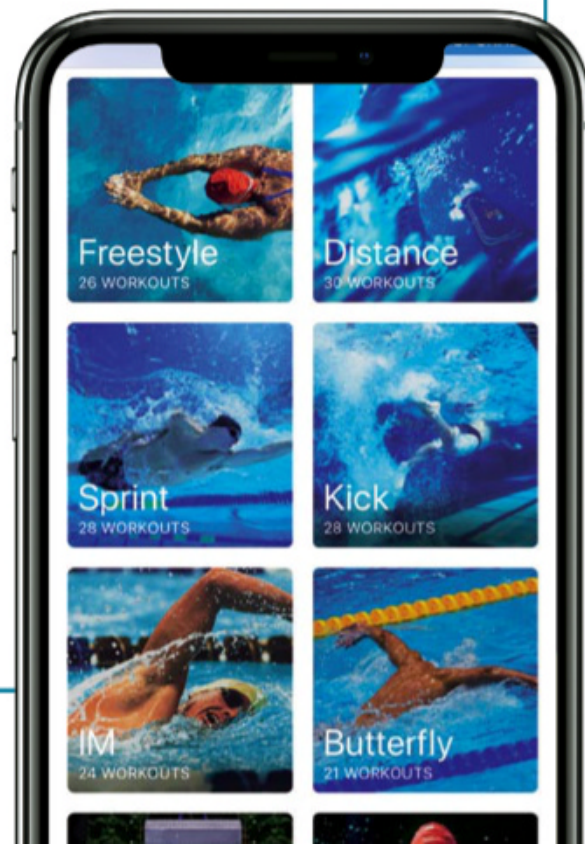 Freestyle
26 WORKOUTS
Distance
30 WORKOUTS
Sprint
28 WORKOUTS
Kick
28 WORKOUTS
IM
24 WORKOUTS
Butterfly
21 WORKOUTS